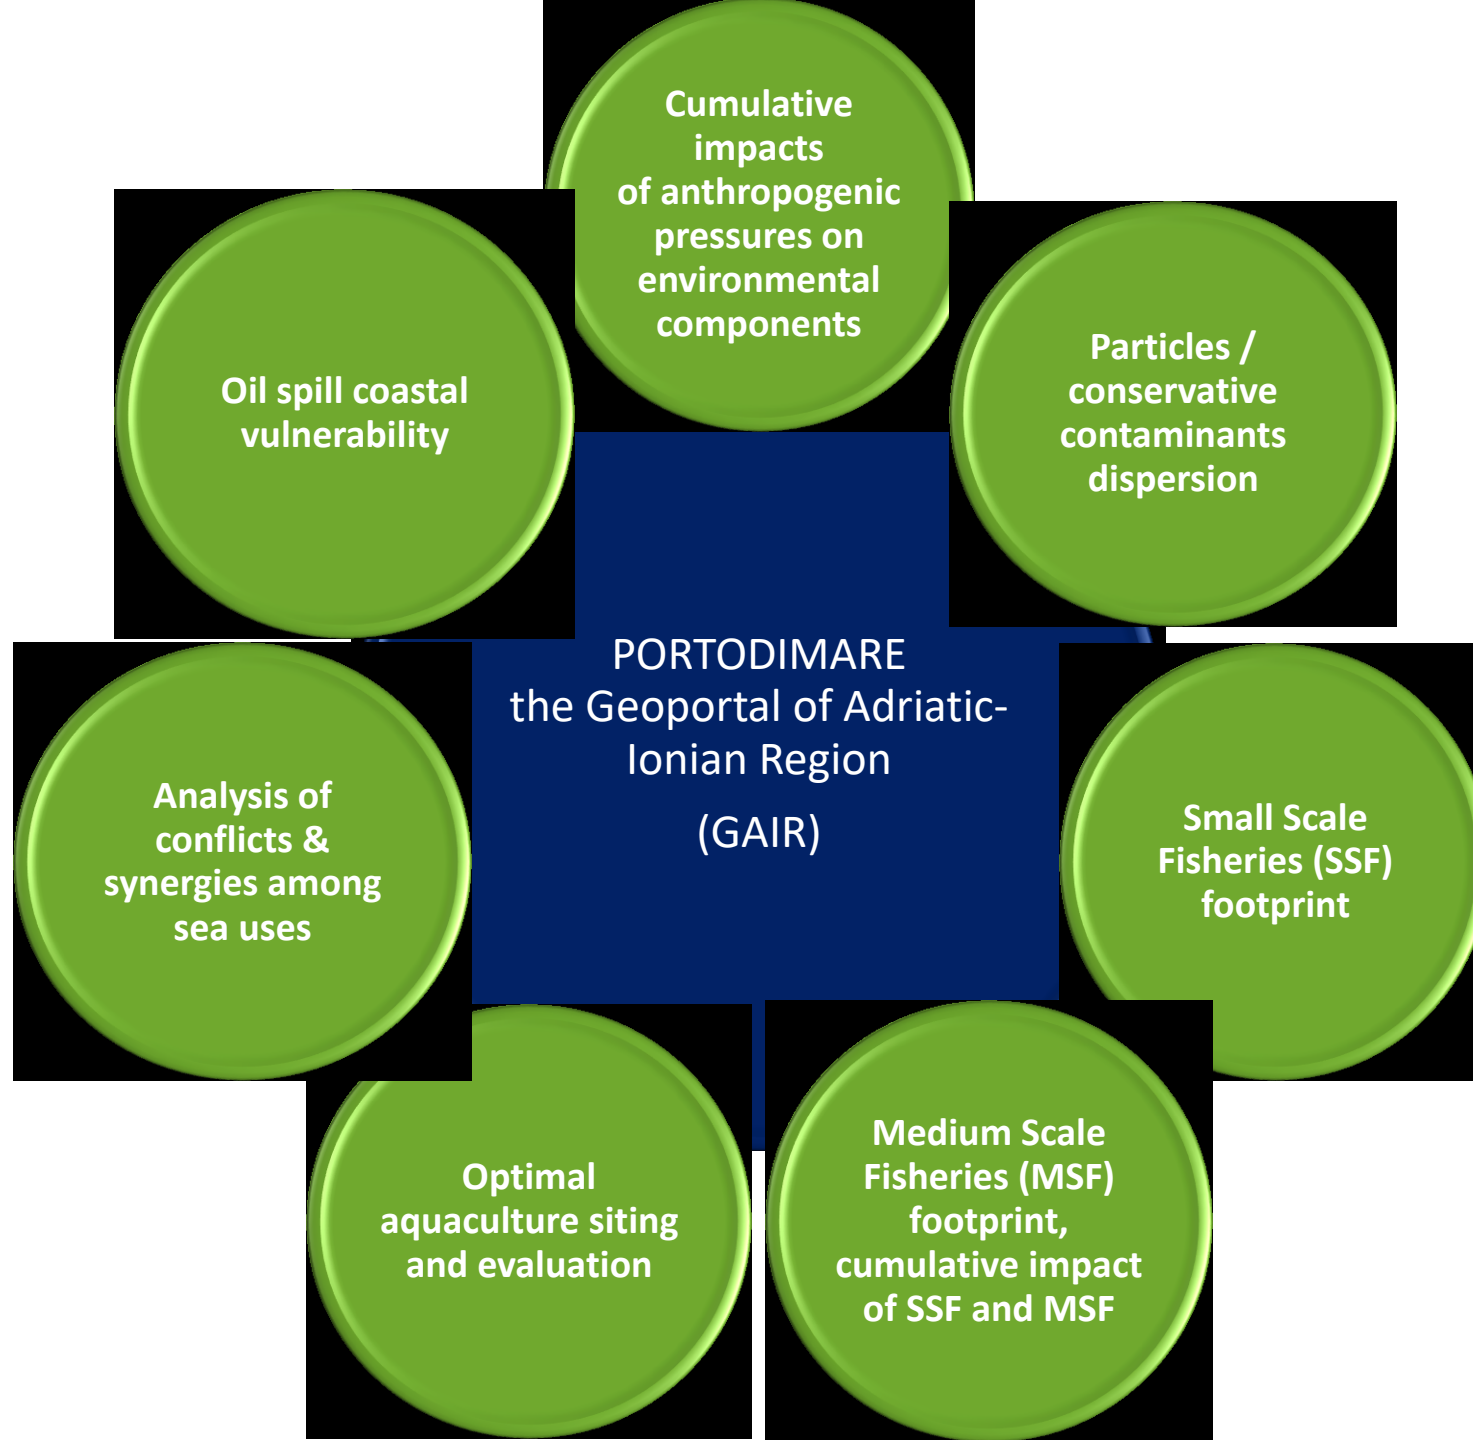 Cumulative
impacts
of anthropogenic
pressures on
environmental
components
Particles /
conservative
contaminants
dispersion
Small Scale
Fisheries (SSF)
footprint
Medium Scale
Fisheries (MSF)
footprint,
cumulative impact
of SSF and MSF
Optimal
aquaculture siting
and evaluation
Analysis of
conflicts &
synergies among
sea uses
Oil spill coastal
vulnerability
PORTODIMARE
the Geoportal of Adriatic-
Ionian Region
(GAIR)